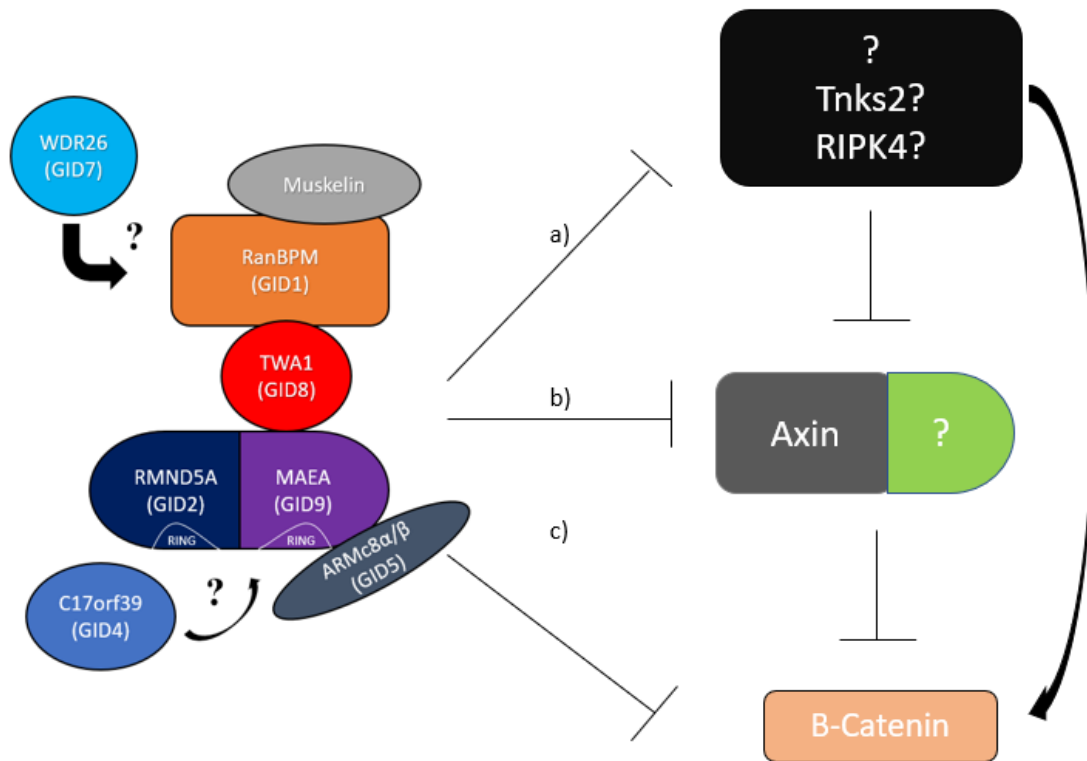 WDR26
(GID7)
?
Muskelin
RanBPM
(GID1)
TWA1
(GID8)
RMND5A
(GID2)
RING
MAEA
(GID9)
RING
ARMc8α/β
(GID5)
C17orf39
(GID4)
?
a)
b)
c)
?
Tnks2?
RIPK4?
Axin
?
B-Catenin